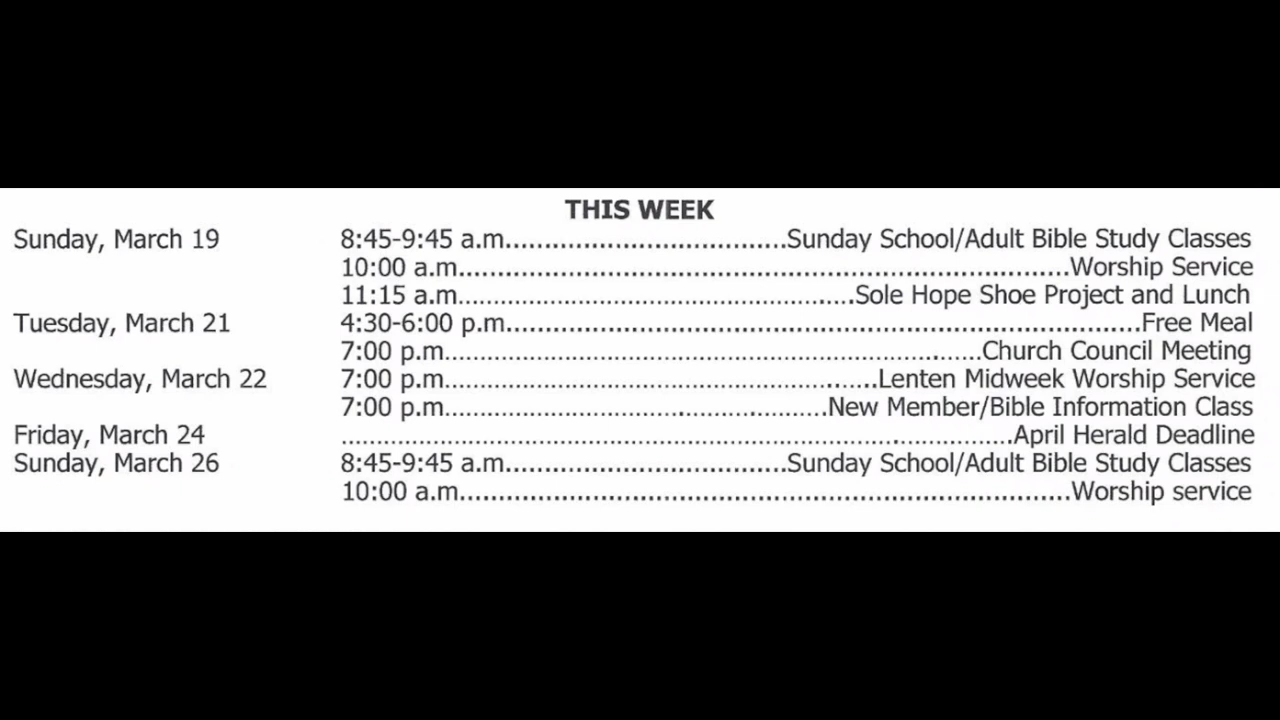 THIS WEEK
Sunday, March 19 8:45-9:45 a.m....................................Sunday School/Adult Bible Study Classes
10:00 a.m..............................................................................Worship Service
11:15 a.m..................................................Sole Hope Shoe Project and Lunch
Tuesday, March 21 4:30-6:00 p.m.................................................................................Free Meal
7:00 p.m.....................................................................Church Council Meeting
Wednesday, March 22 7:00 p.m.......................................................Lenten Midweek Worship Service
7:00 p.m.................................................New Member/Bible Information Class
Friday, March 24 ......................................................................................April Herald Deadline
Sunday, March 26 8:45-9:45 a.m....................................Sunday School/Adult Bible Study Classes
10:00 a.m..............................................................................Worship service